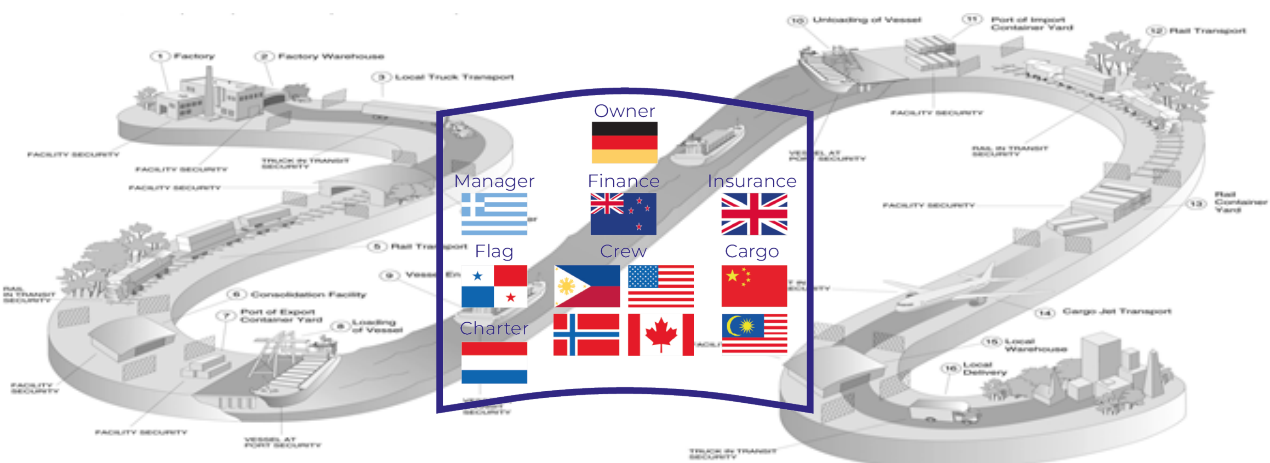 1 Factory
2 Factory Warehouse
3 Local Truck Transport
FACILITY SECURITY
FACILITY SECURITY
TRUCK IN TRANSIT
SECURITY
FACILITY SECURITY
5 Rail Transport
RAIL
IN TRANSIT
SECURITY
6 Consolidation Facility
7 Port of Export
Container Yard
8 Loading
of Vessel
9 Vessel En
FACILITY
SECURITY
FACILITY SECURITY
VESSEL AT
PORT SECURITY
Owner
Manager
Finance
Insurance
Flag
Crew
Cargo
Charter
SECURITY
10 Unloading of Vessel
11 Port of Import
Container Yard
12 Rail Transport
FACILITY SECURITY
VESSEL AT
PORT SECURITY
RAIL IN TRANSIT
SECURITY
FACILITY SECURITY
13 Rail
Container
Yard
14 Cargo Jet Transport
15 Local
Warehouse
16 Local
Delivery
TRUCK IN TRANSIT
SECURITY